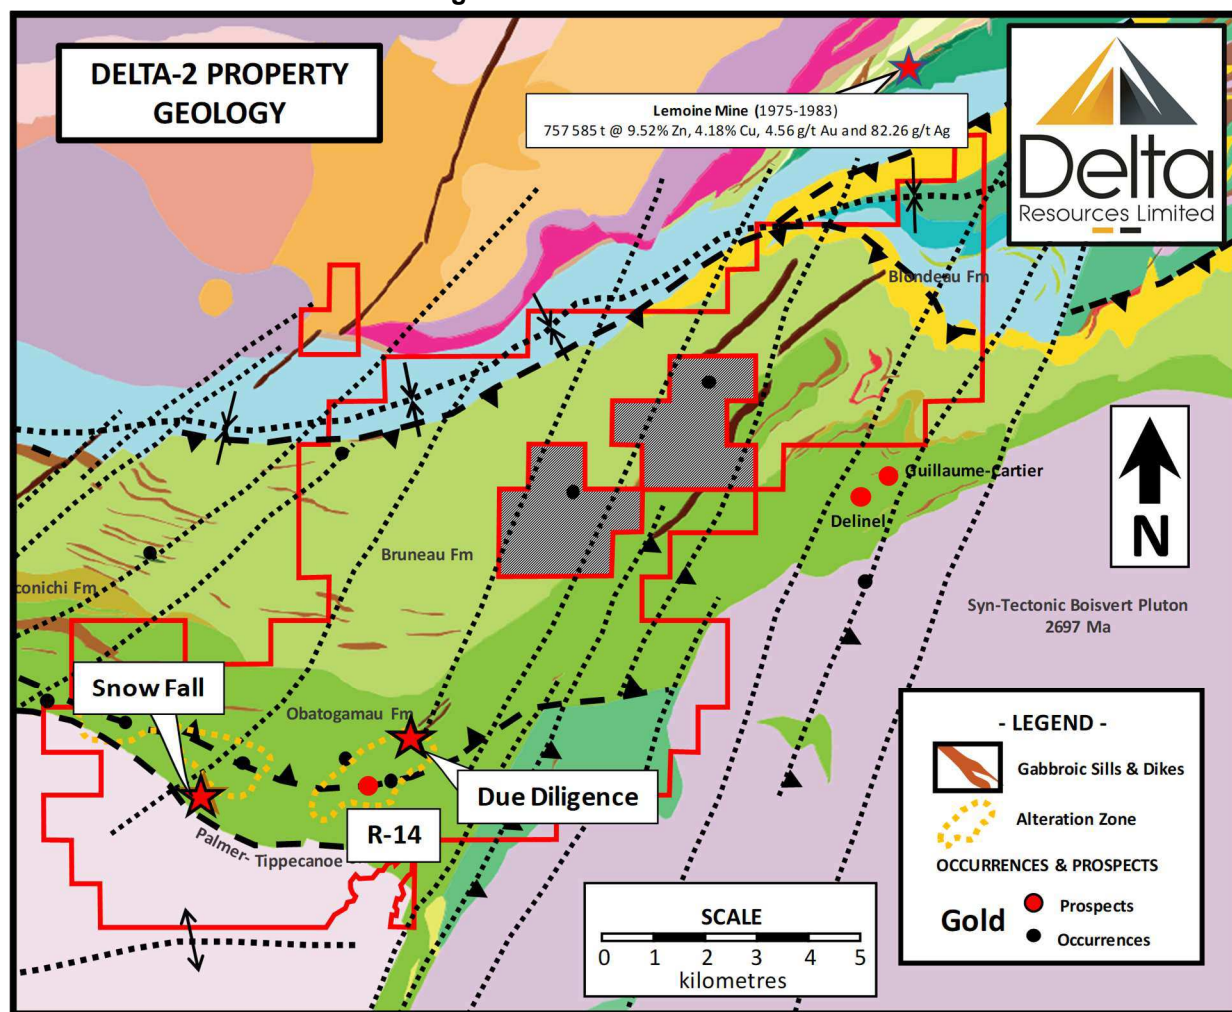 DELTA-2 PROPERTY
GEOLOGY
Lemoine Mine (1975-1983)
757 585 t @ 9.52% Zn, 4.18% Cu, 4.56 g/t Au and 82.26 g/t Ag
Delta
Resources Limited
Blondeau Fm
Guillaume-Cartier
Delinel
N
Bruneau Fm
conichi Fm
Syn-Tectonic Boisvert Pluton
2697 Ma
Snow Fall
Obatogamau Fm
Due Diligence
R-14
Palmer- Tippecanoe
SCALE
0 1 2 3 4 5
kilometres
- LEGEND -
Gabbroic Sills & Dikes
Alteration Zone
OCCURRENCES & PROSPECTS
Gold
Prospects
Occurrences